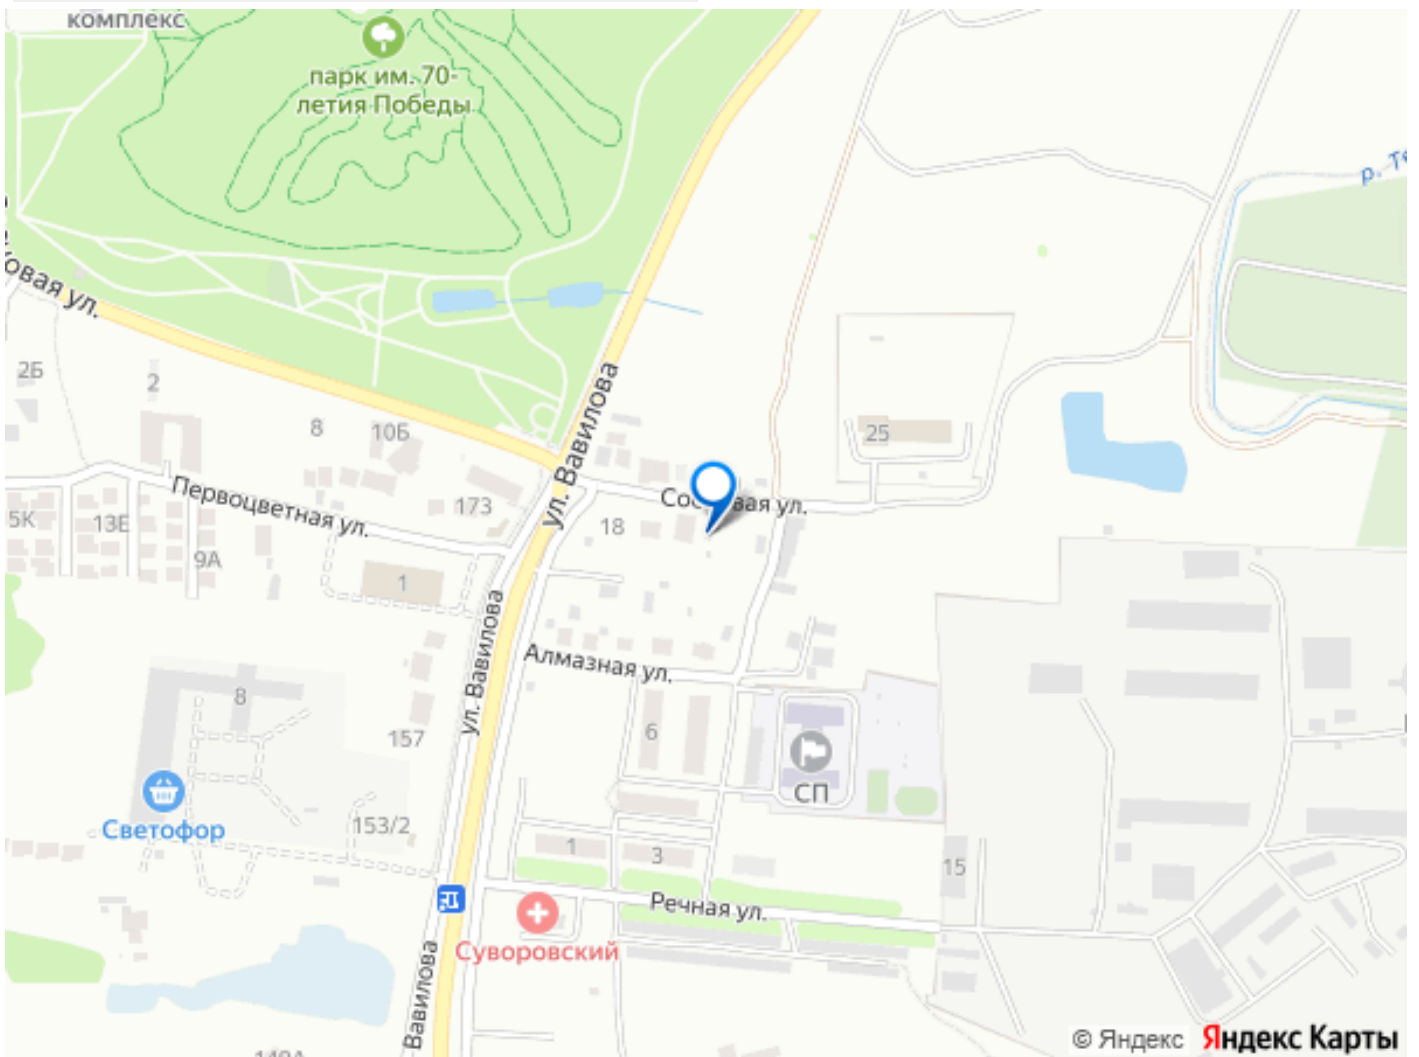 комплекс
парк им. 70-
летия Победы
р. Те
овая ул.
2Б
2
8
10Б
ул. Вавилова
25
Первоцветная ул.
173
18
5К
13Е
9А
1
ул. Вавилова
Алмазная ул.
8
157
6
СП
Светофор
153/2
1
3
15
Речная ул.
Суворовский
Вавилова
149А
© Яндекс Яндекс Карты